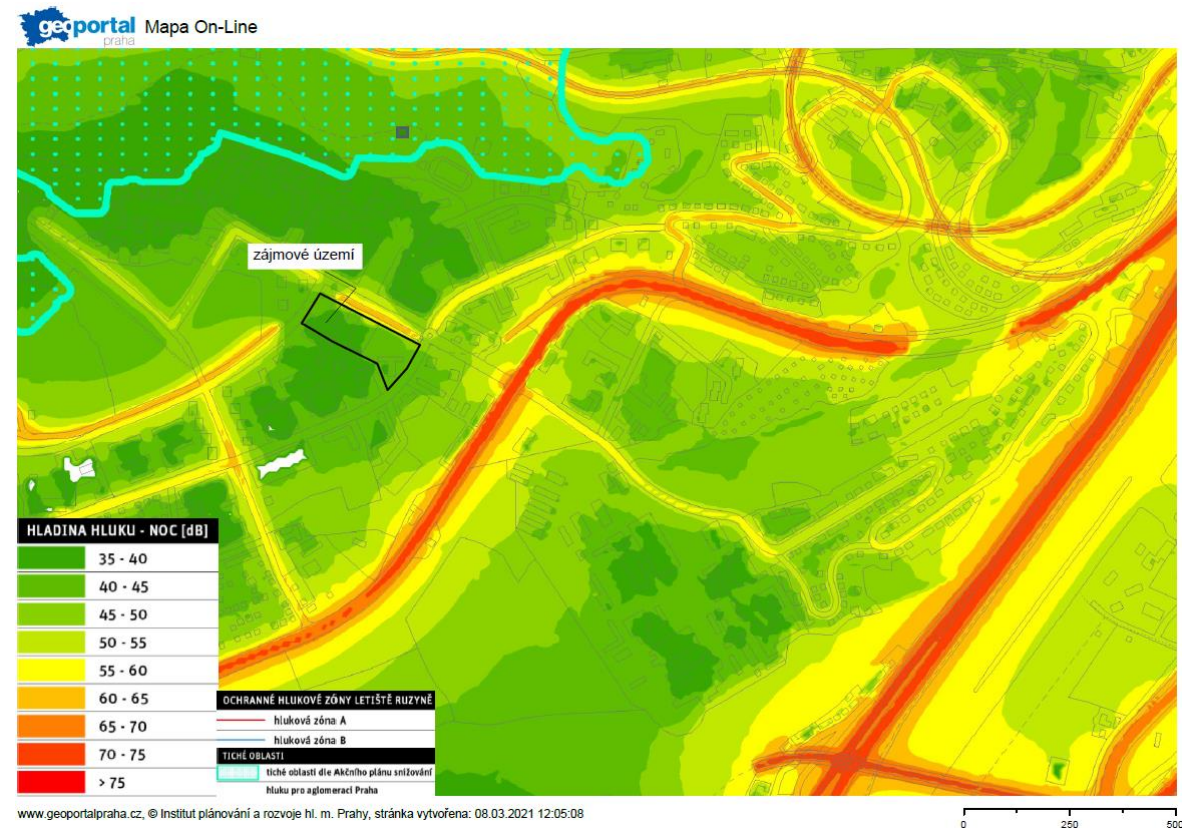 geoportal Mapa On-Line
praha
zájmové území
HLADINA HLUKU - NOC [dB]
35 - 40
40 - 45
45 - 50
50 - 55
55 - 60
60 - 65
65 - 70
70 - 75
> 75
OCHRANNÉ HLUKOVÉ ZÓNY LETIŠTĚ RUZYNĚ
hluková zóna A
hluková zóna B
TICHÉ OBLASTI
tiché oblasti dle Akčního plánu snižování
hluku pro aglomeraci Praha
www.geoportalpraha.cz, © Institut plánování a rozvoje hl. m. Prahy, stránka vytvořena: 08.03.2021 12:05:08
0 250 500